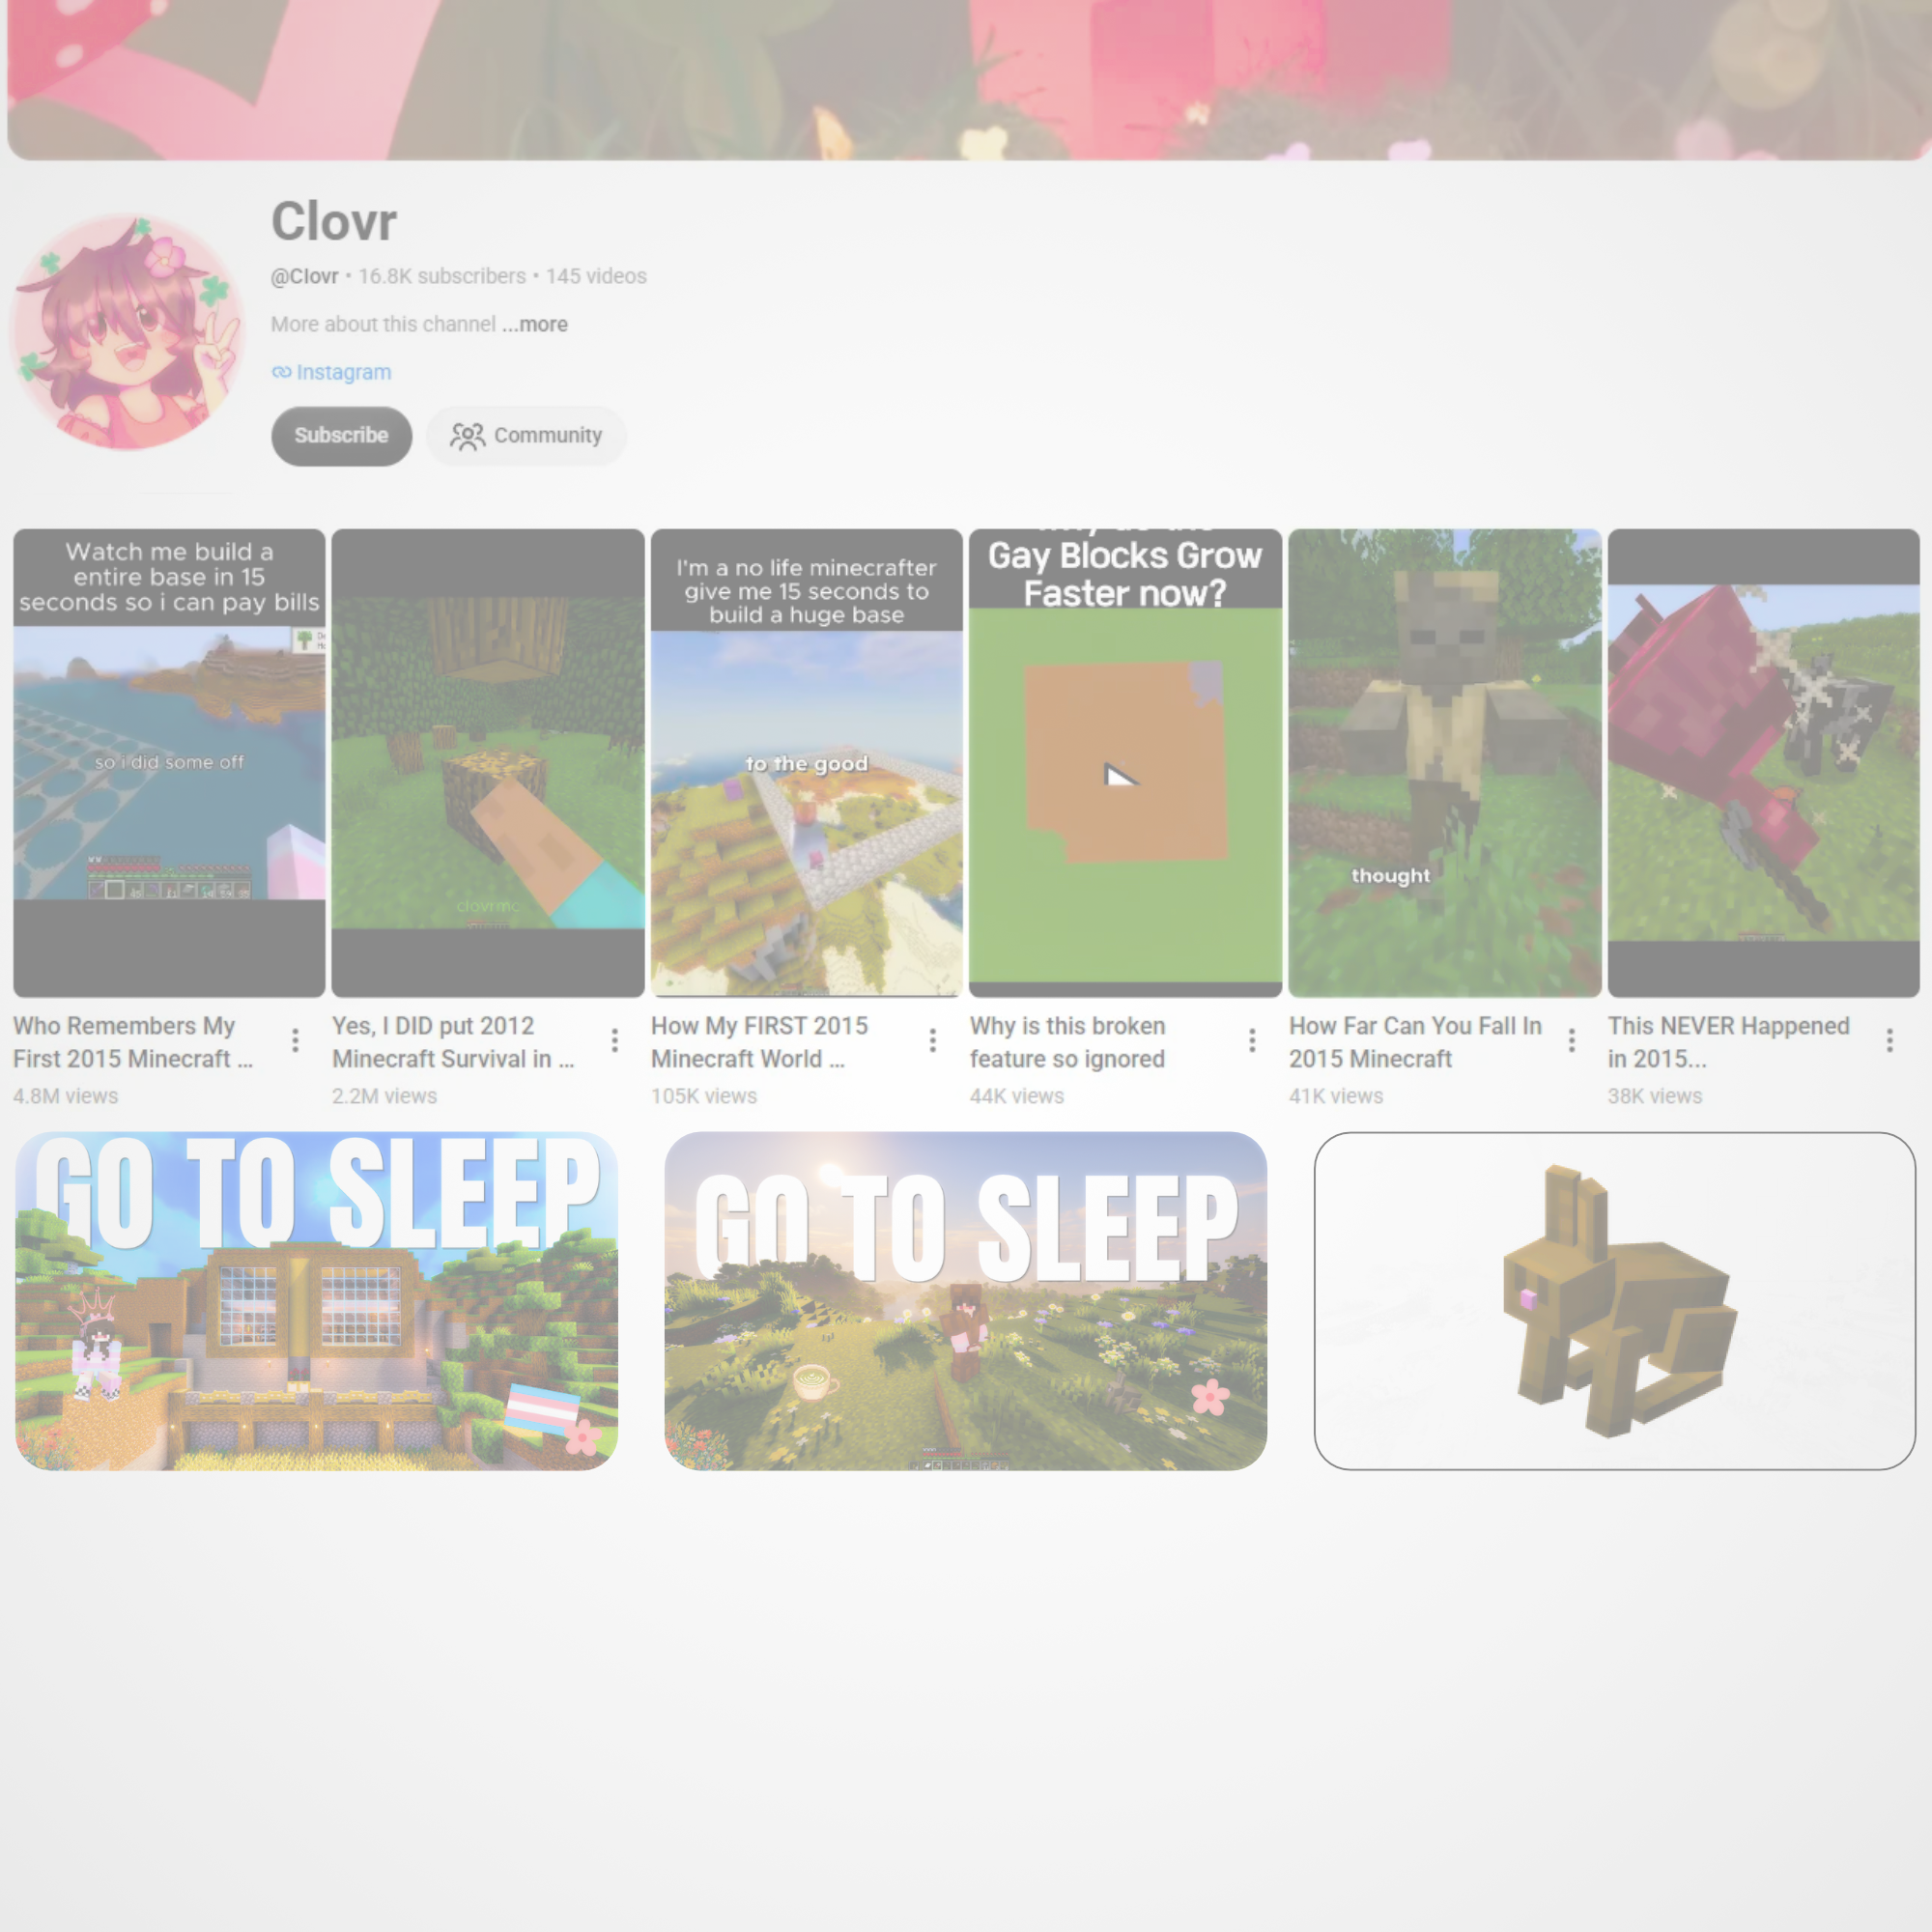 Clovr
@Clovr • 16.8K subscribers • 145 videos
More about this channel ...more
Instagram
Subscribe
Community
Watch me build a
entire base in 15
seconds so i can pay bills
so i did some off
clovrmc
I'm a no life minecrafter
give me 15 seconds to
build a huge base
to the good
Gay Blocks Grow
Faster now?
thought
Who Remembers My
First 2015 Minecraft ...
4.8M views
Yes, I DID put 2012
Minecraft Survival in ...
2.2M views
How My FIRST 2015
Minecraft World ...
105K views
Why is this broken
feature so ignored
44K views
How Far Can You Fall In
2015 Minecraft
41K views
This NEVER Happened
in 2015...
38K views
GO TO SLEEP
GO TO SLEEP